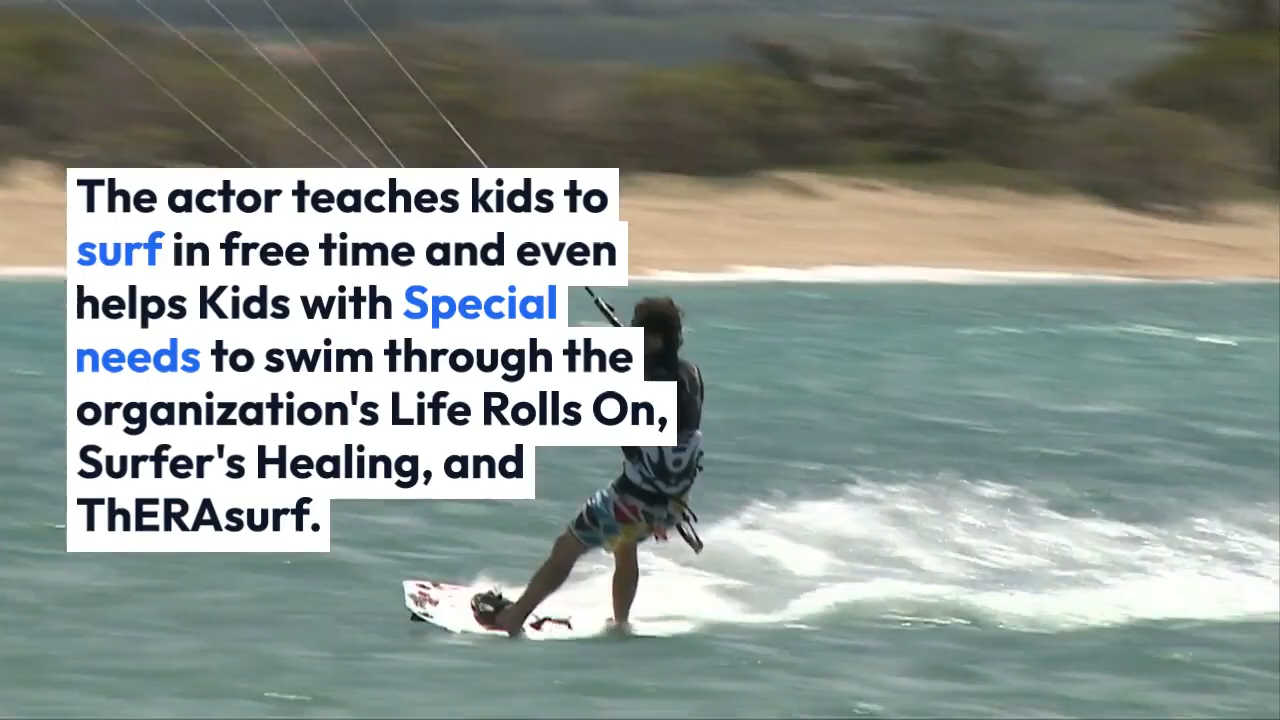 The actor teaches kids to
surf in free time and even
helps Kids with Special
needs to swim through the
organization's Life Rolls On,
Surfer's Healing, and
ThERAsurf.